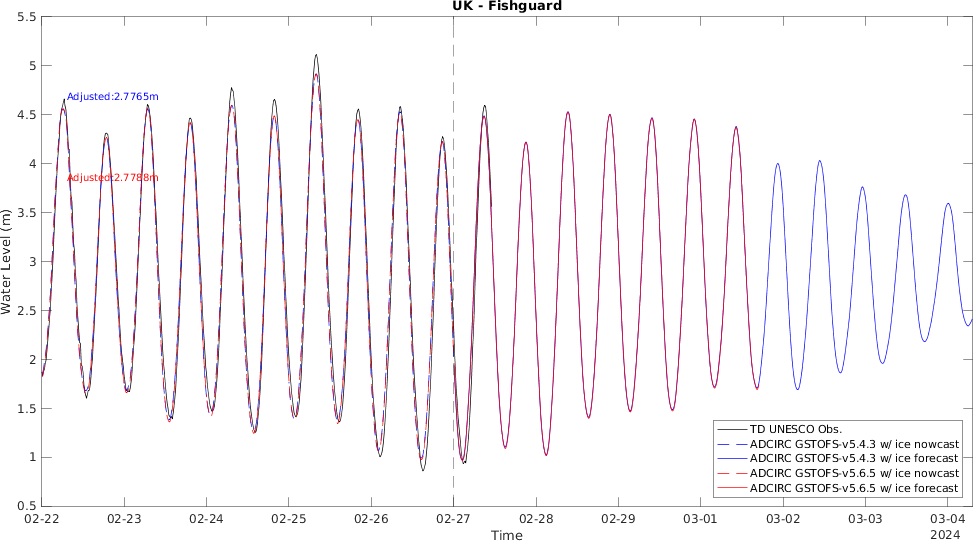 UK - Fishguard
5.5
5
4.5
4
3.5
3
2.5
2
1.5
1
0.5
Water Level (m)
Adjusted:2.7765m
Adjusted:2.7788m
TD UNESCO Obs.
ADCIRC GSTOFS-v5.4.3 w/ ice nowcast
ADCIRC GSTOFS-v5.4.3 w/ ice forecast
ADCIRC GSTOFS-v5.6.5 w/ ice nowcast
ADCIRC GSTOFS-v5.6.5 w/ ice forecast
02-22 02-23 02-24 02-25 02-26 02-27 02-28 02-29 03-01 03-02 03-03 03-04
2024
Time